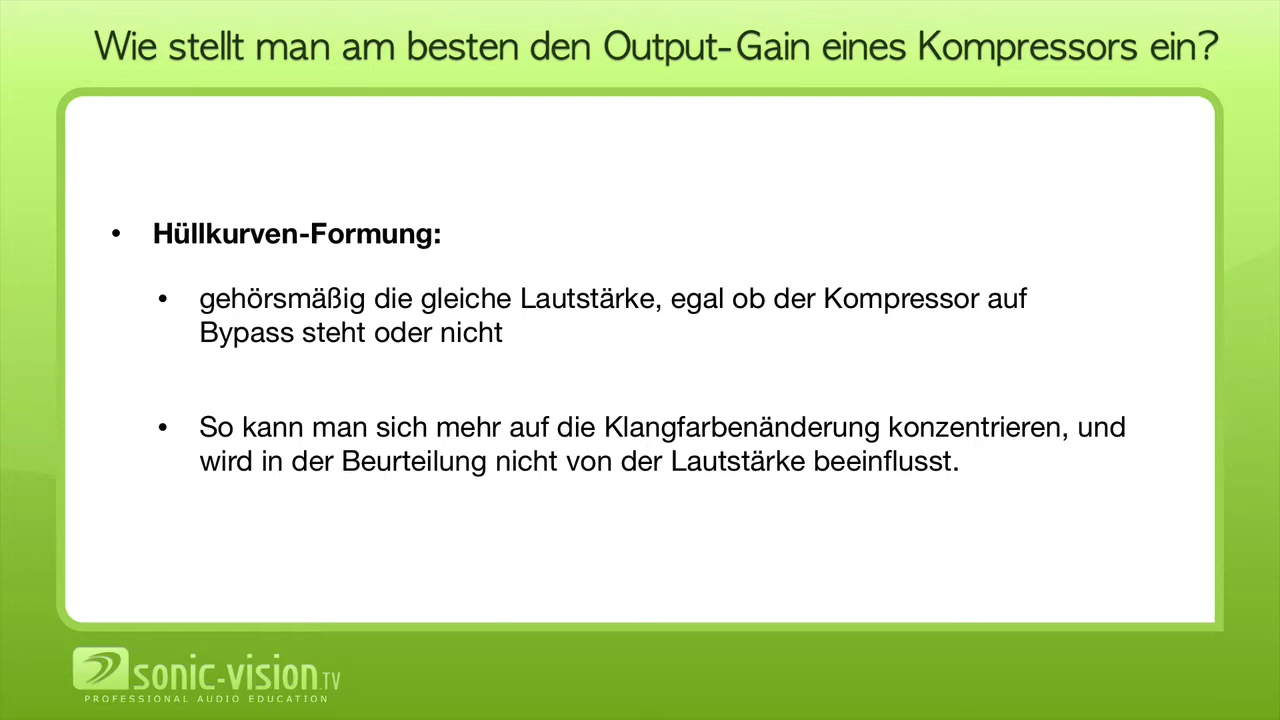 Wie stellt man am besten den Output-Gain eines Kompressors ein?
• Hüllkurven-Formung:
• gehörsmäßig die gleiche Lautstärke, egal ob der Kompressor auf
Bypass steht oder nicht
• So kann man sich mehr auf die Klangfarbenänderung konzentrieren, und
wird in der Beurteilung nicht von der Lautstärke beeinflusst.
sonic-vision.TV
PROFESSIONAL AUDIO EDUCATION